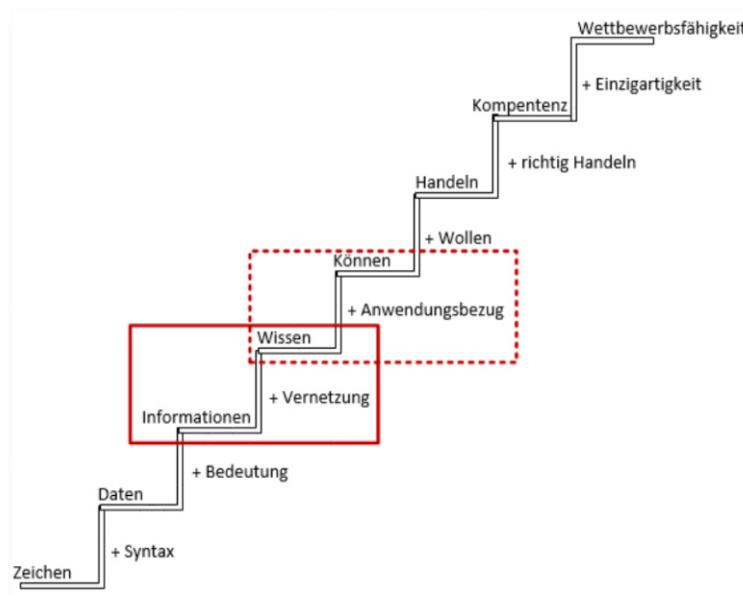 Wettbewerbsfähigkeit
+ Einzigartigkeit
Kompentenz
+ richtig Handeln
Handeln
+ Wollen
Können
+ Anwendungsbezug
Wissen
+ Vernetzung
Informationen
+ Bedeutung
Daten
+ Syntax
Zeichen